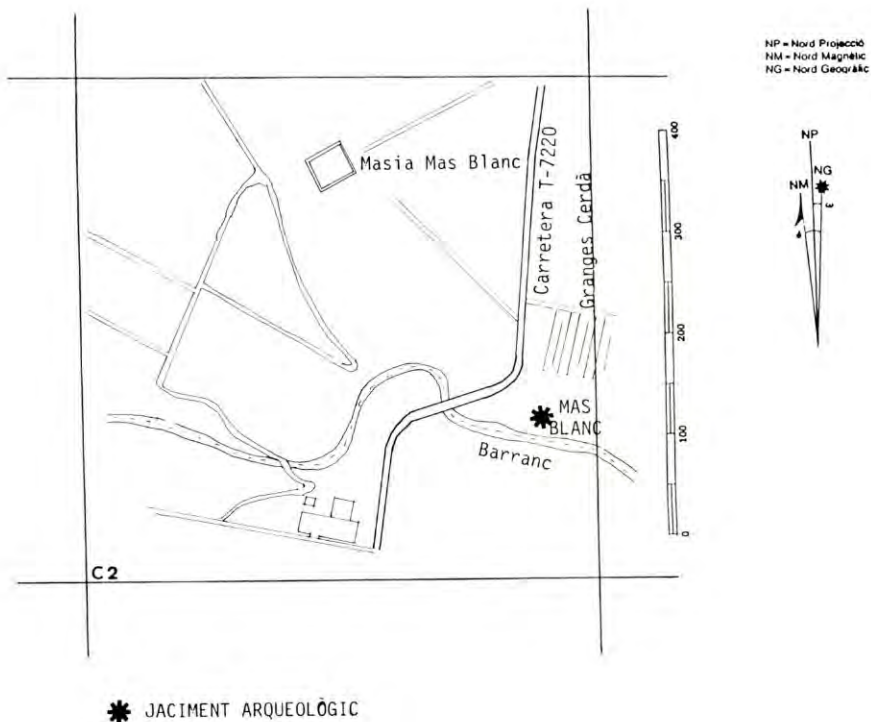 NP = Nord Projecció
NM = Nord Magnètic
NG = Nord Geogràfic
NP
NG
NM
ω
400
300
200
100
0
Masia Mas Blanc
Carretera T-7220
Granges Cerdà
MAS
BLANC
Barranc
C2
JACIMENT ARQUEOLÒGIC